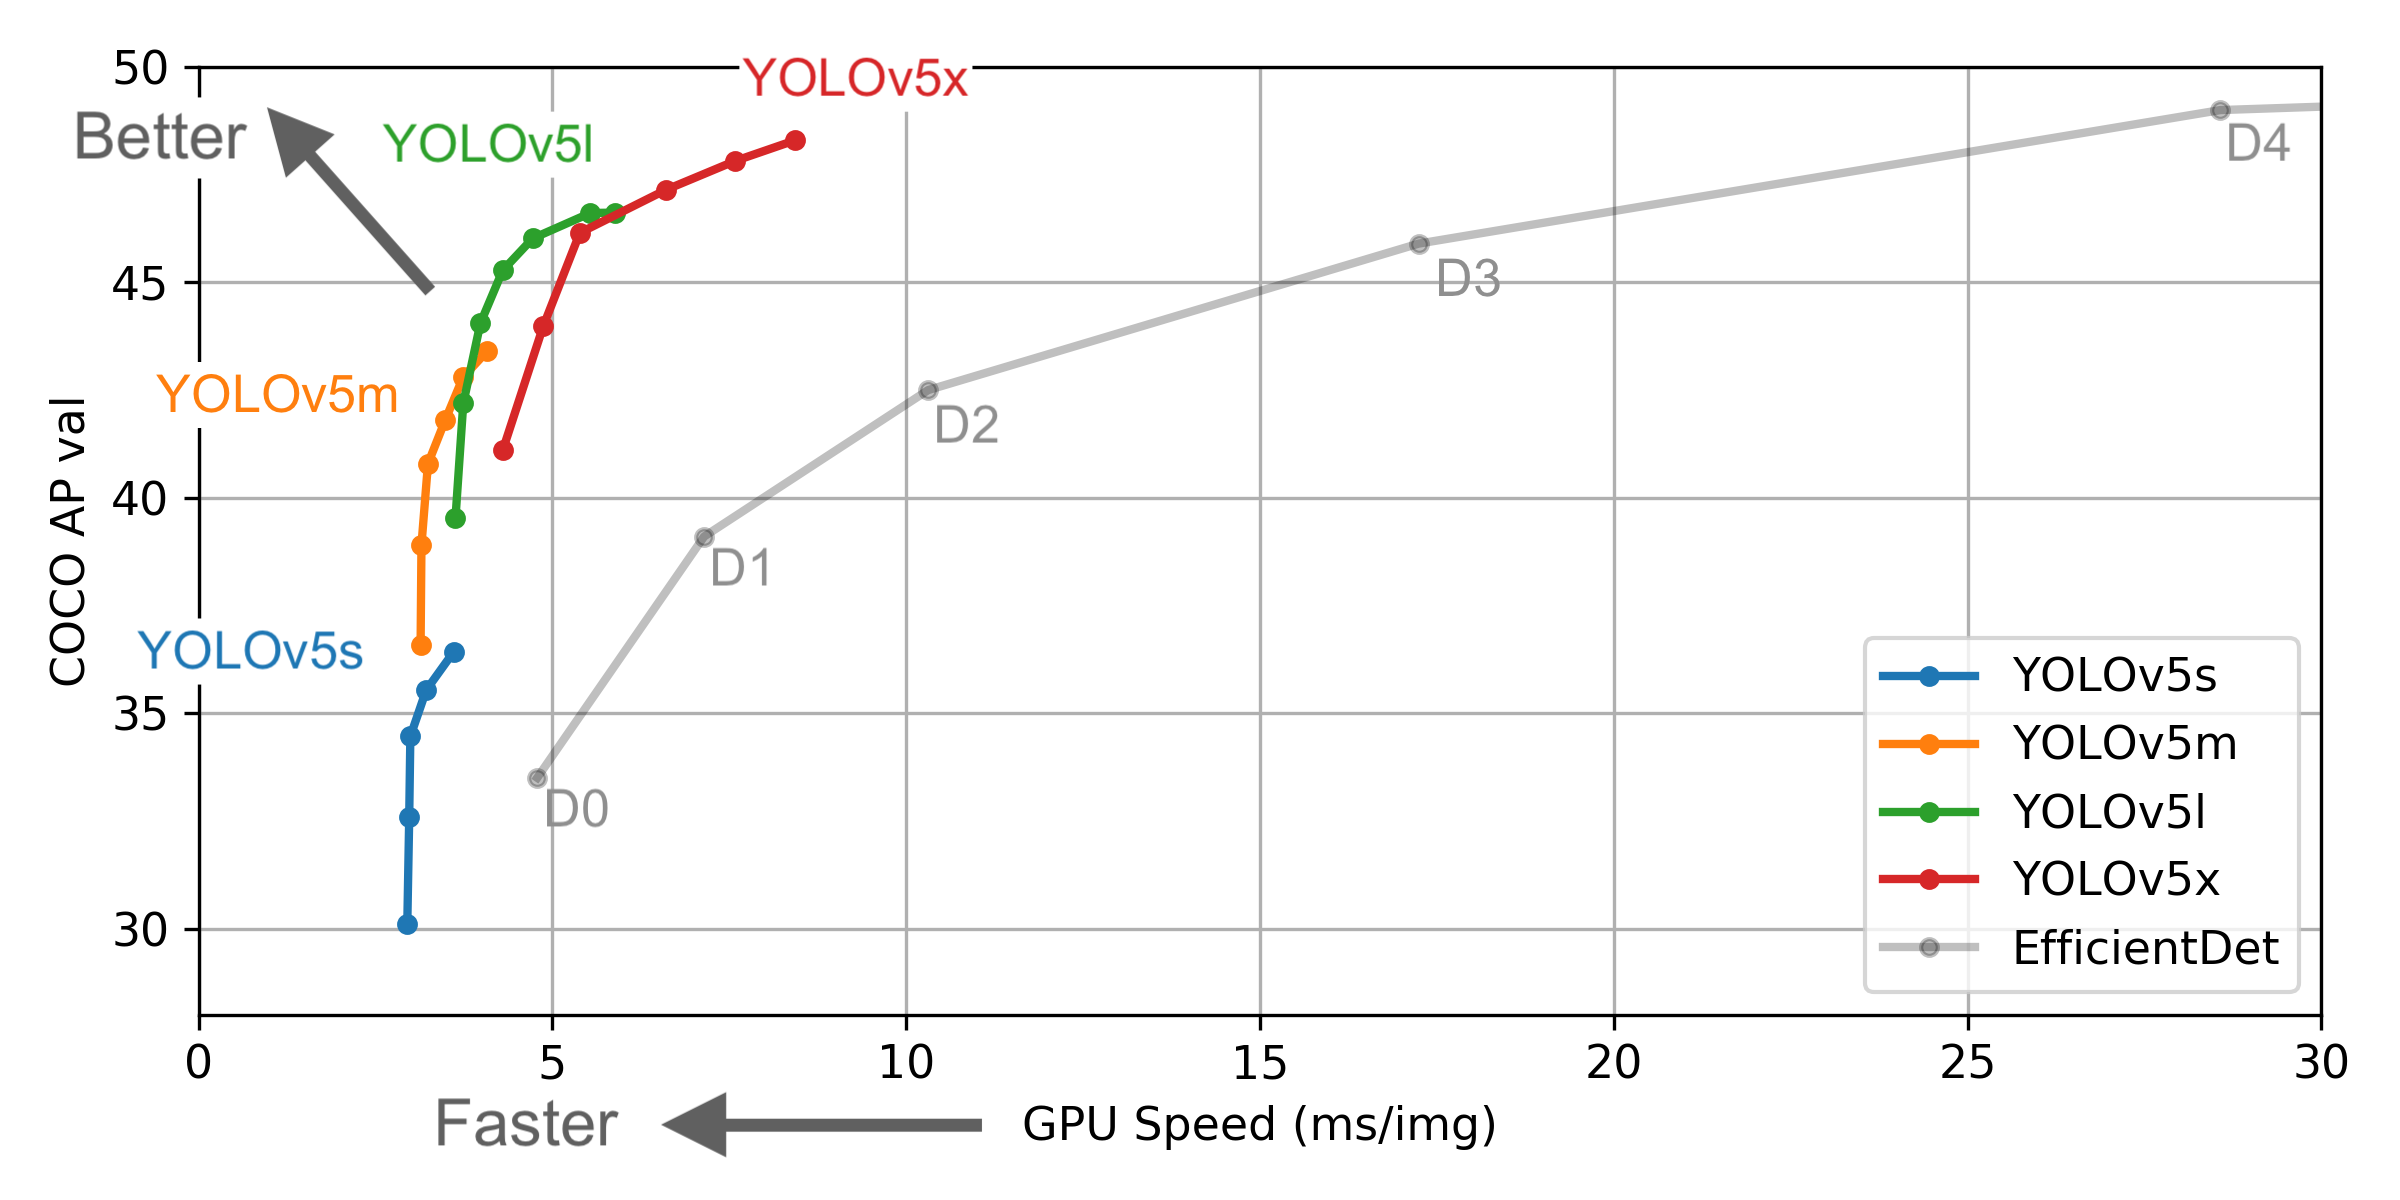 50
YOLOv5x
Better
YOLOv5l
D4
45
D3
YOLOv5m
D2
COCO AP val
40
D1
YOLOv5s
35
D0
30
YOLOv5s
YOLOv5m
YOLOv5l
YOLOv5x
EfficientDet
0 5 10 15 20 25 30
Faster GPU Speed (ms/img)